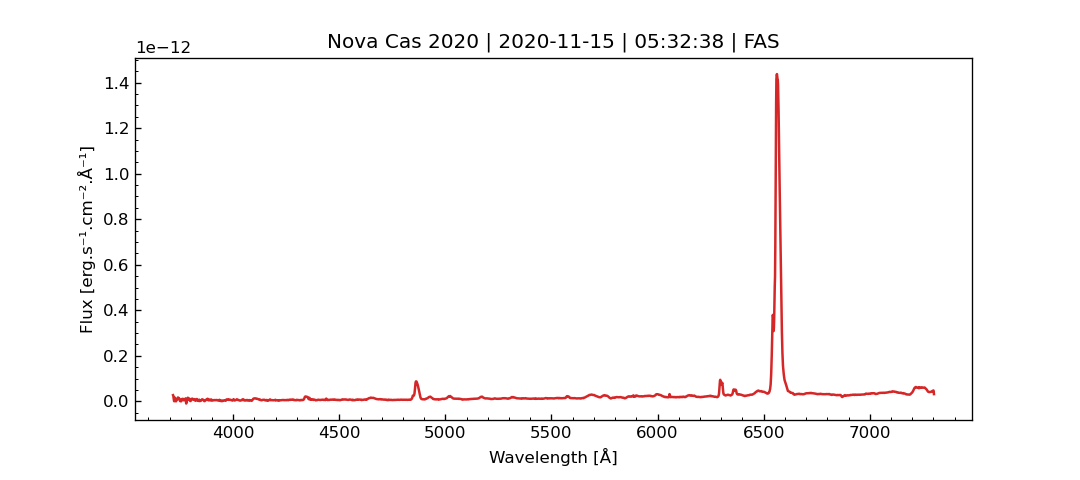 Nova Cas 2020 | 2020-11-15 | 05:32:38 | FAS
1e−12
1.4
1.2
1.0
0.8
0.6
0.4
0.2
0.0
Flux [erg.s⁻¹.cm⁻².Å⁻¹]
4000 4500 5000 5500 6000 6500 7000
Wavelength [Å]